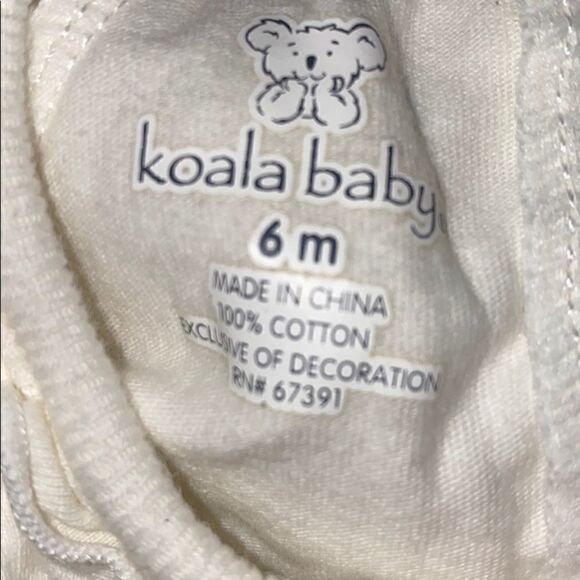 koala baby
6 m
MADE IN CHINA
100% COTTON
EXCLUSIVE OF DECORATION
RN# 67391